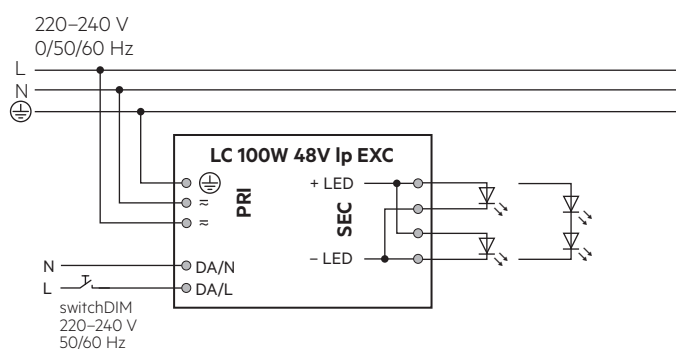 220–240 V
0/50/60 Hz
L
N
LC 100W 48V lp EXC
PRI
≂
≂
+ LED
SEC
– LED
N
DA/N
L
DA/L
switchDIM
220–240 V
50/60 Hz